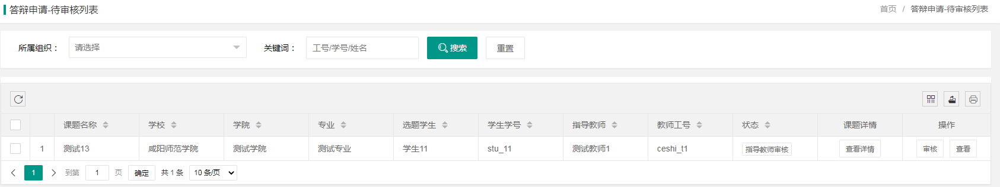 答辩申请-待审核列表 首页 / 答辩申请-待审核列表
所属组织： 请选择 关键词： 工号/学号/姓名 搜索 重置
课题名称 学校 学院 专业 选题学生 学生学号 指导教师 教师工号 状态 课题详情 操作
1 测试13 咸阳师范学院 测试学院 测试专业 学生11 stu_11 测试教师1 ceshi_t1 指导教师审核 查看详情 审核 查看
1 到第 1 页 确定 共 1 条 10 条/页